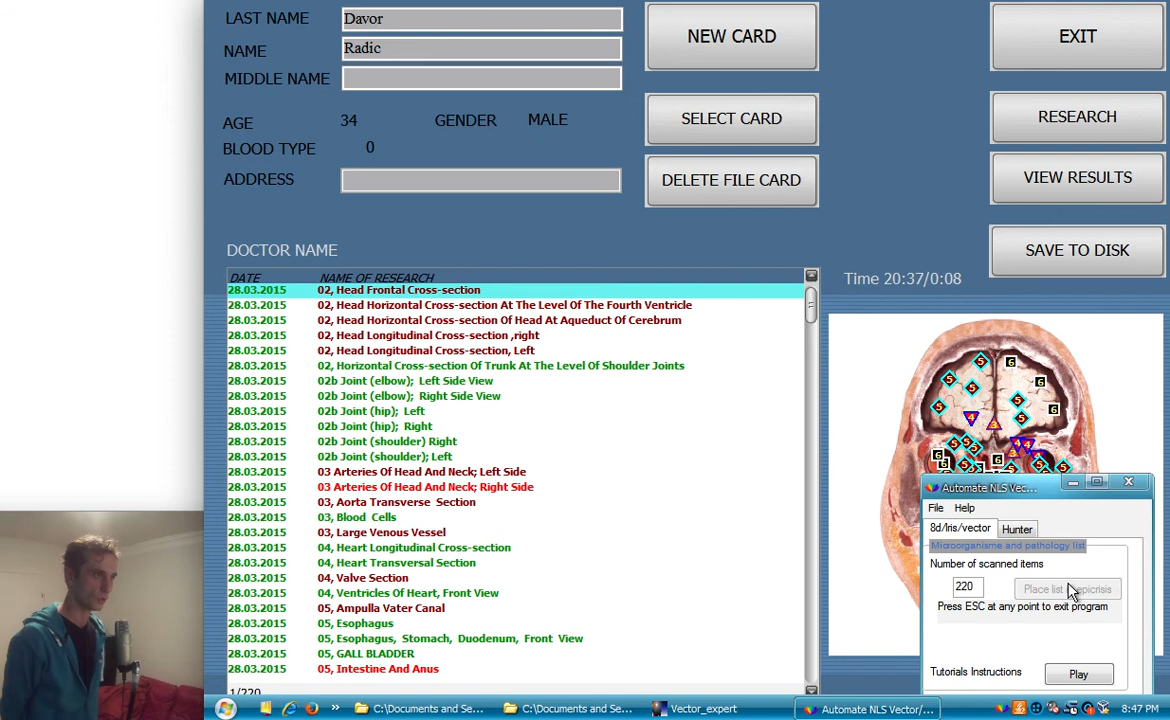 LAST NAME Davor
NEW CARD
EXIT
NAME Radic
MIDDLE NAME
AGE 34 GENDER MALE
SELECT CARD
RESEARCH
BLOOD TYPE 0
ADDRESS
DELETE FILE CARD
VIEW RESULTS
DOCTOR NAME
SAVE TO DISK
Time 20:37/0:08
DATE NAME OF RESEARCH
28.03.2015 02, Head Frontal Cross-section
28.03.2015 02, Head Horizontal Cross-section At The Level Of The Fourth Ventricle
28.03.2015 02, Head Horizontal Cross-section Of Head At Aqueduct Of Cerebrum
28.03.2015 02, Head Longitudinal Cross-section ,right
28.03.2015 02, Head Longitudinal Cross-section, Left
28.03.2015 02, Horizontal Cross-section Of Trunk At The Level Of Shoulder Joints
28.03.2015 02b Joint (elbow); Left Side View
28.03.2015 02b Joint (elbow); Right Side View
28.03.2015 02b Joint (hip); Left
28.03.2015 02b Joint (hip); Right
28.03.2015 02b Joint (shoulder) Right
28.03.2015 02b Joint (shoulder); Left
28.03.2015 03 Arteries Of Head And Neck; Left Side
28.03.2015 03 Arteries Of Head And Neck; Right Side
28.03.2015 03, Aorta Transverse Section
28.03.2015 03, Blood Cells
28.03.2015 03, Large Venous Vessel
28.03.2015 04, Heart Longitudinal Cross-section
28.03.2015 04, Heart Transversal Cross-section
28.03.2015 04, Valve Section
28.03.2015 04, Ventricles Of Heart, Front View
28.03.2015 05, Ampulla Vater Canal
28.03.2015 05, Esophagus
28.03.2015 05, Esophagus, Stomach, Duodenum, Front View
28.03.2015 05, GALL BLADDER
28.03.2015 05, Intestine And Anus
1/220
Automate NLS Vec...
File Help
8d/Iris/vector Hunter
Microorganisme and pathology list
Number of scanned items
220 Place list
Press ESC at any point to exit program
Tutorials Instructions Play
C:\Documents and Se... C:\Documents and Se... Vector_expert Automate NLS Vector/... 8:47 PM